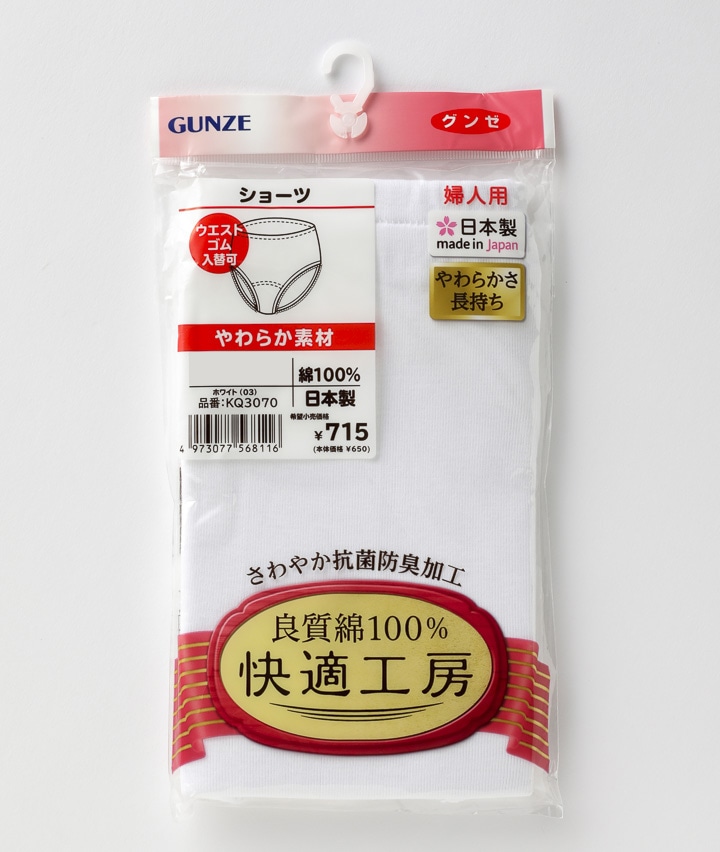 GUNZE
グンゼ
ショーツ
ウエスト
ゴム
入替可
やわらか素材
綿100%
ホワイト(03)
品番:KQ3070
日本製
希望小売価格
¥715
(本体価格 ¥650)
4 973077 568116
婦人用
日本製
made in Japan
やわらかさ
長持ち
さわやか抗菌防臭加工
良質綿100%
快適工房